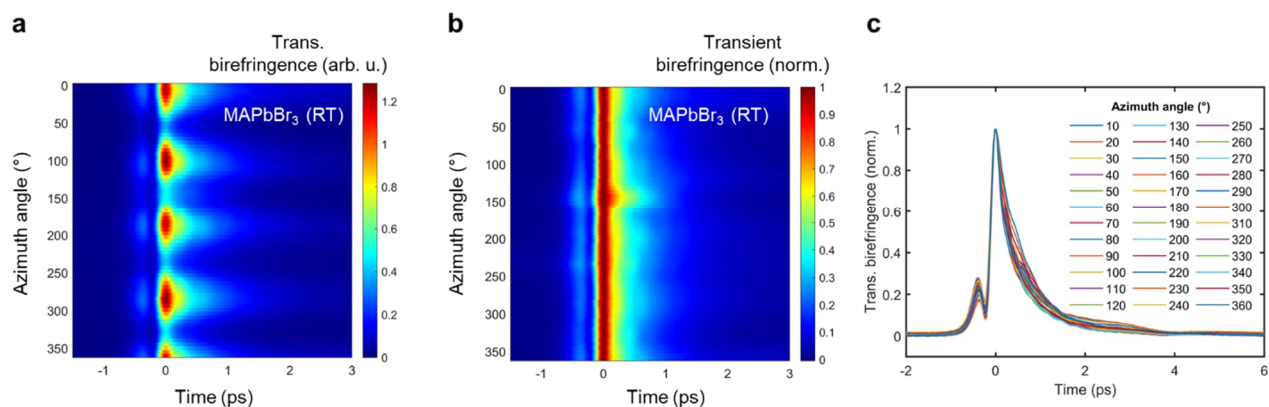 a
Trans.
birefringence (arb. u.)
MAPbBr₃ (RT)
Azimuth angle (°)
0
50
100
150
200
250
300
350
-1
0
1
2
3
Time (ps)
1.2
1
0.8
0.6
0.4
0.2
0
b
Transient
birefringence (norm.)
MAPbBr₃ (RT)
Azimuth angle (°)
0
50
100
150
200
250
300
350
-1
0
1
2
3
Time (ps)
1
0.9
0.8
0.7
0.6
0.5
0.4
0.3
0.2
0.1
0
c
Trans. birefringence (norm.)
1.2
1
0.8
0.6
0.4
0.2
0
-2
0
2
4
6
Time (ps)
Azimuth angle (°)
10 130 250
20 140 260
30 150 270
40 160 280
50 170 290
60 180 300
70 190 310
80 200 320
90 210 330
100 220 340
110 230 350
120 240 360